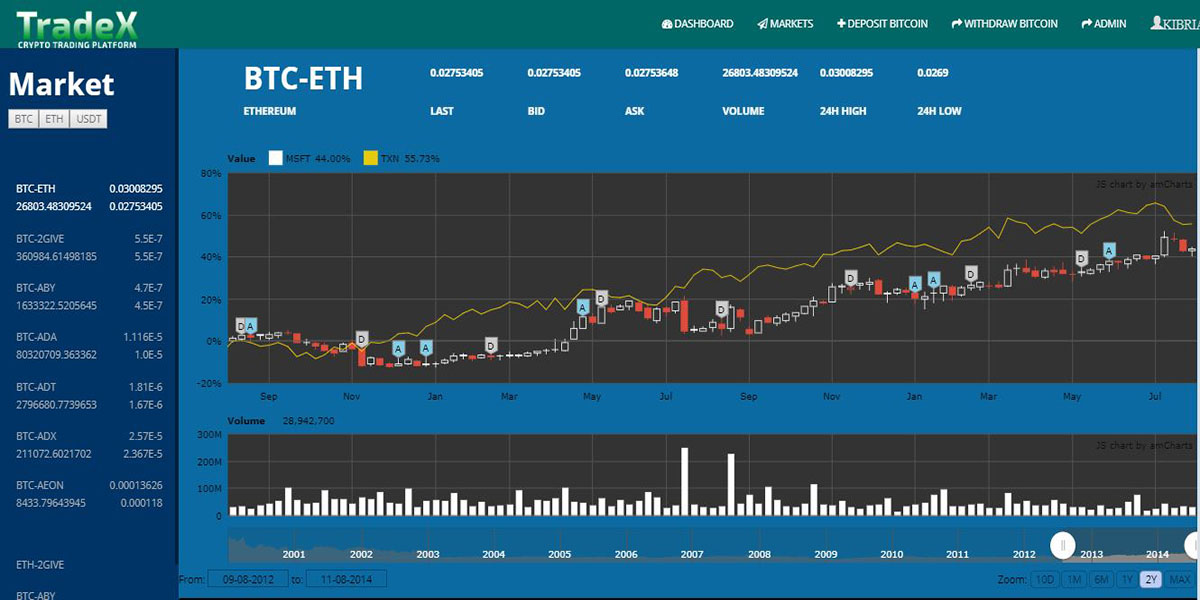 TradeX
CRYPTO TRADING PLATFORM
DASHBOARD MARKETS DEPOSIT BITCOIN WITHDRAW BITCOIN ADMIN KIBRIA
Market
BTC ETH USDT
BTC-ETH 0.03008295
26803.48309524 0.02753405
BTC-2GIVE 5.5E-7
360984.61498185 5.5E-7
BTC-ABY 4.7E-7
1633322.5205645 4.5E-7
BTC-ADA 1.116E-5
80320709.363362 1.0E-5
BTC-ADT 1.81E-6
2796680.7739653 1.67E-6
BTC-ADX 2.57E-5
211072.6021702 2.367E-5
BTC-AEON 0.00013626
8433.79643945 0.000118
ETH-2GIVE
BTC-ABY
BTC-ETH 0.02753405 0.02753405 0.02753648 26803.48309524 0.03008295 0.0269
ETHEREUM LAST BID ASK VOLUME 24H HIGH 24H LOW
Value MSFT 44.00% TXN 55.73%
JS chart by amCharts
80%
60%
40%
20%
0%
-20%
D A D A A D A D D D A A D D A
Sep Nov Jan Mar May Jul Sep Nov Jan Mar May Jul
Volume 28,942,700
JS chart by amCharts
300M
200M
100M
0
2001 2002 2003 2004 2005 2006 2007 2008 2009 2010 2011 2012 2013 2014
From: 09-08-2012 to: 11-08-2014 Zoom: 10D 1M 6M 1Y 2Y MAX